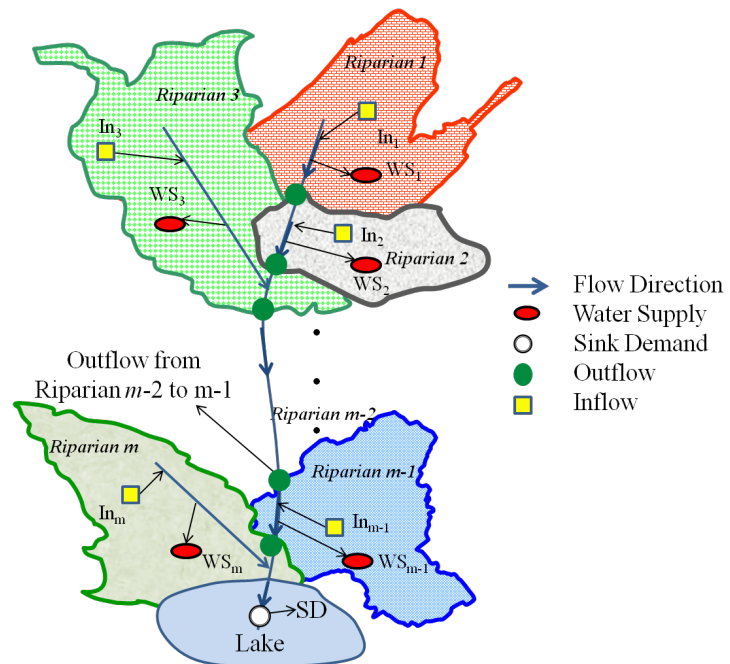 Riparian 1
Riparian 3
In₃
In₁
WS₁
WS₃
In₂
Riparian 2
WS₂
Flow Direction
Water Supply
Sink Demand
Outflow
Inflow
Outflow from
Riparian m-2 to m-1
Riparian m-2
Riparian m
Riparian m-1
Inₘ
Inₘ₋₁
WSₘ
WSₘ₋₁
SD
Lake